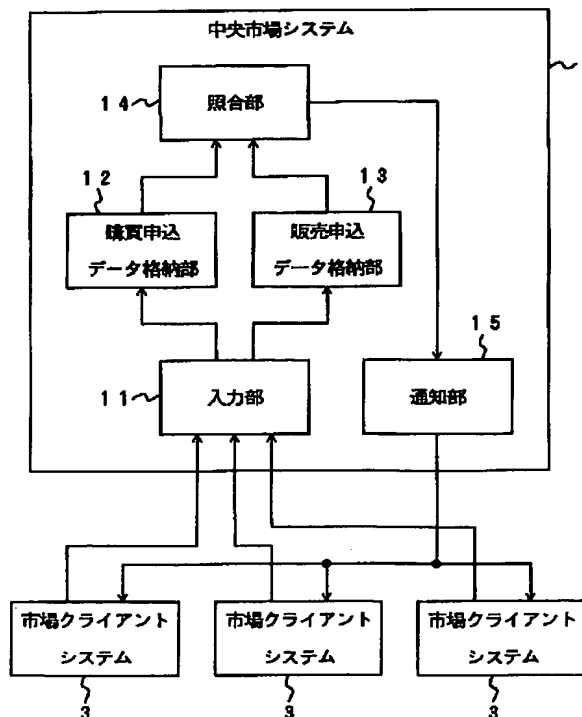 中央市場システム
14
照合部
12
13
購買申込
データ格納部
販売申込
データ格納部
15
11
入力部
通知部
市場クライアント
システム
市場クライアント
システム
市場クライアント
システム
3
3
3